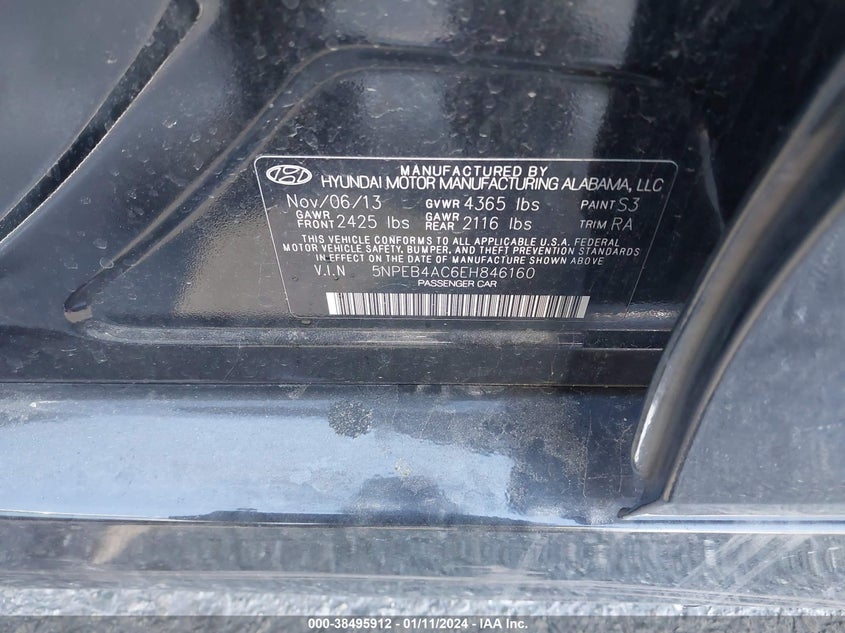 MANUFACTURED BY
HYUNDAI MOTOR MANUFACTURING ALABAMA, LLC
Nov/06/13 GVWR 4365 lbs PAINT S3
GAWR FRONT 2425 lbs GAWR REAR 2116 lbs TRIM RA
THIS VEHICLE CONFORMS TO ALL APPLICABLE U.S.A. FEDERAL
MOTOR VEHICLE SAFETY, BUMPER, AND THEFT PREVENTION STANDARDS
IN EFFECT ON THE DATE OF MANUFACTURE SHOWN ABOVE.
V.I.N 5NPEB4AC6EH846160
PASSENGER CAR
000-38495912 - 01/11/2024 - IAA Inc.